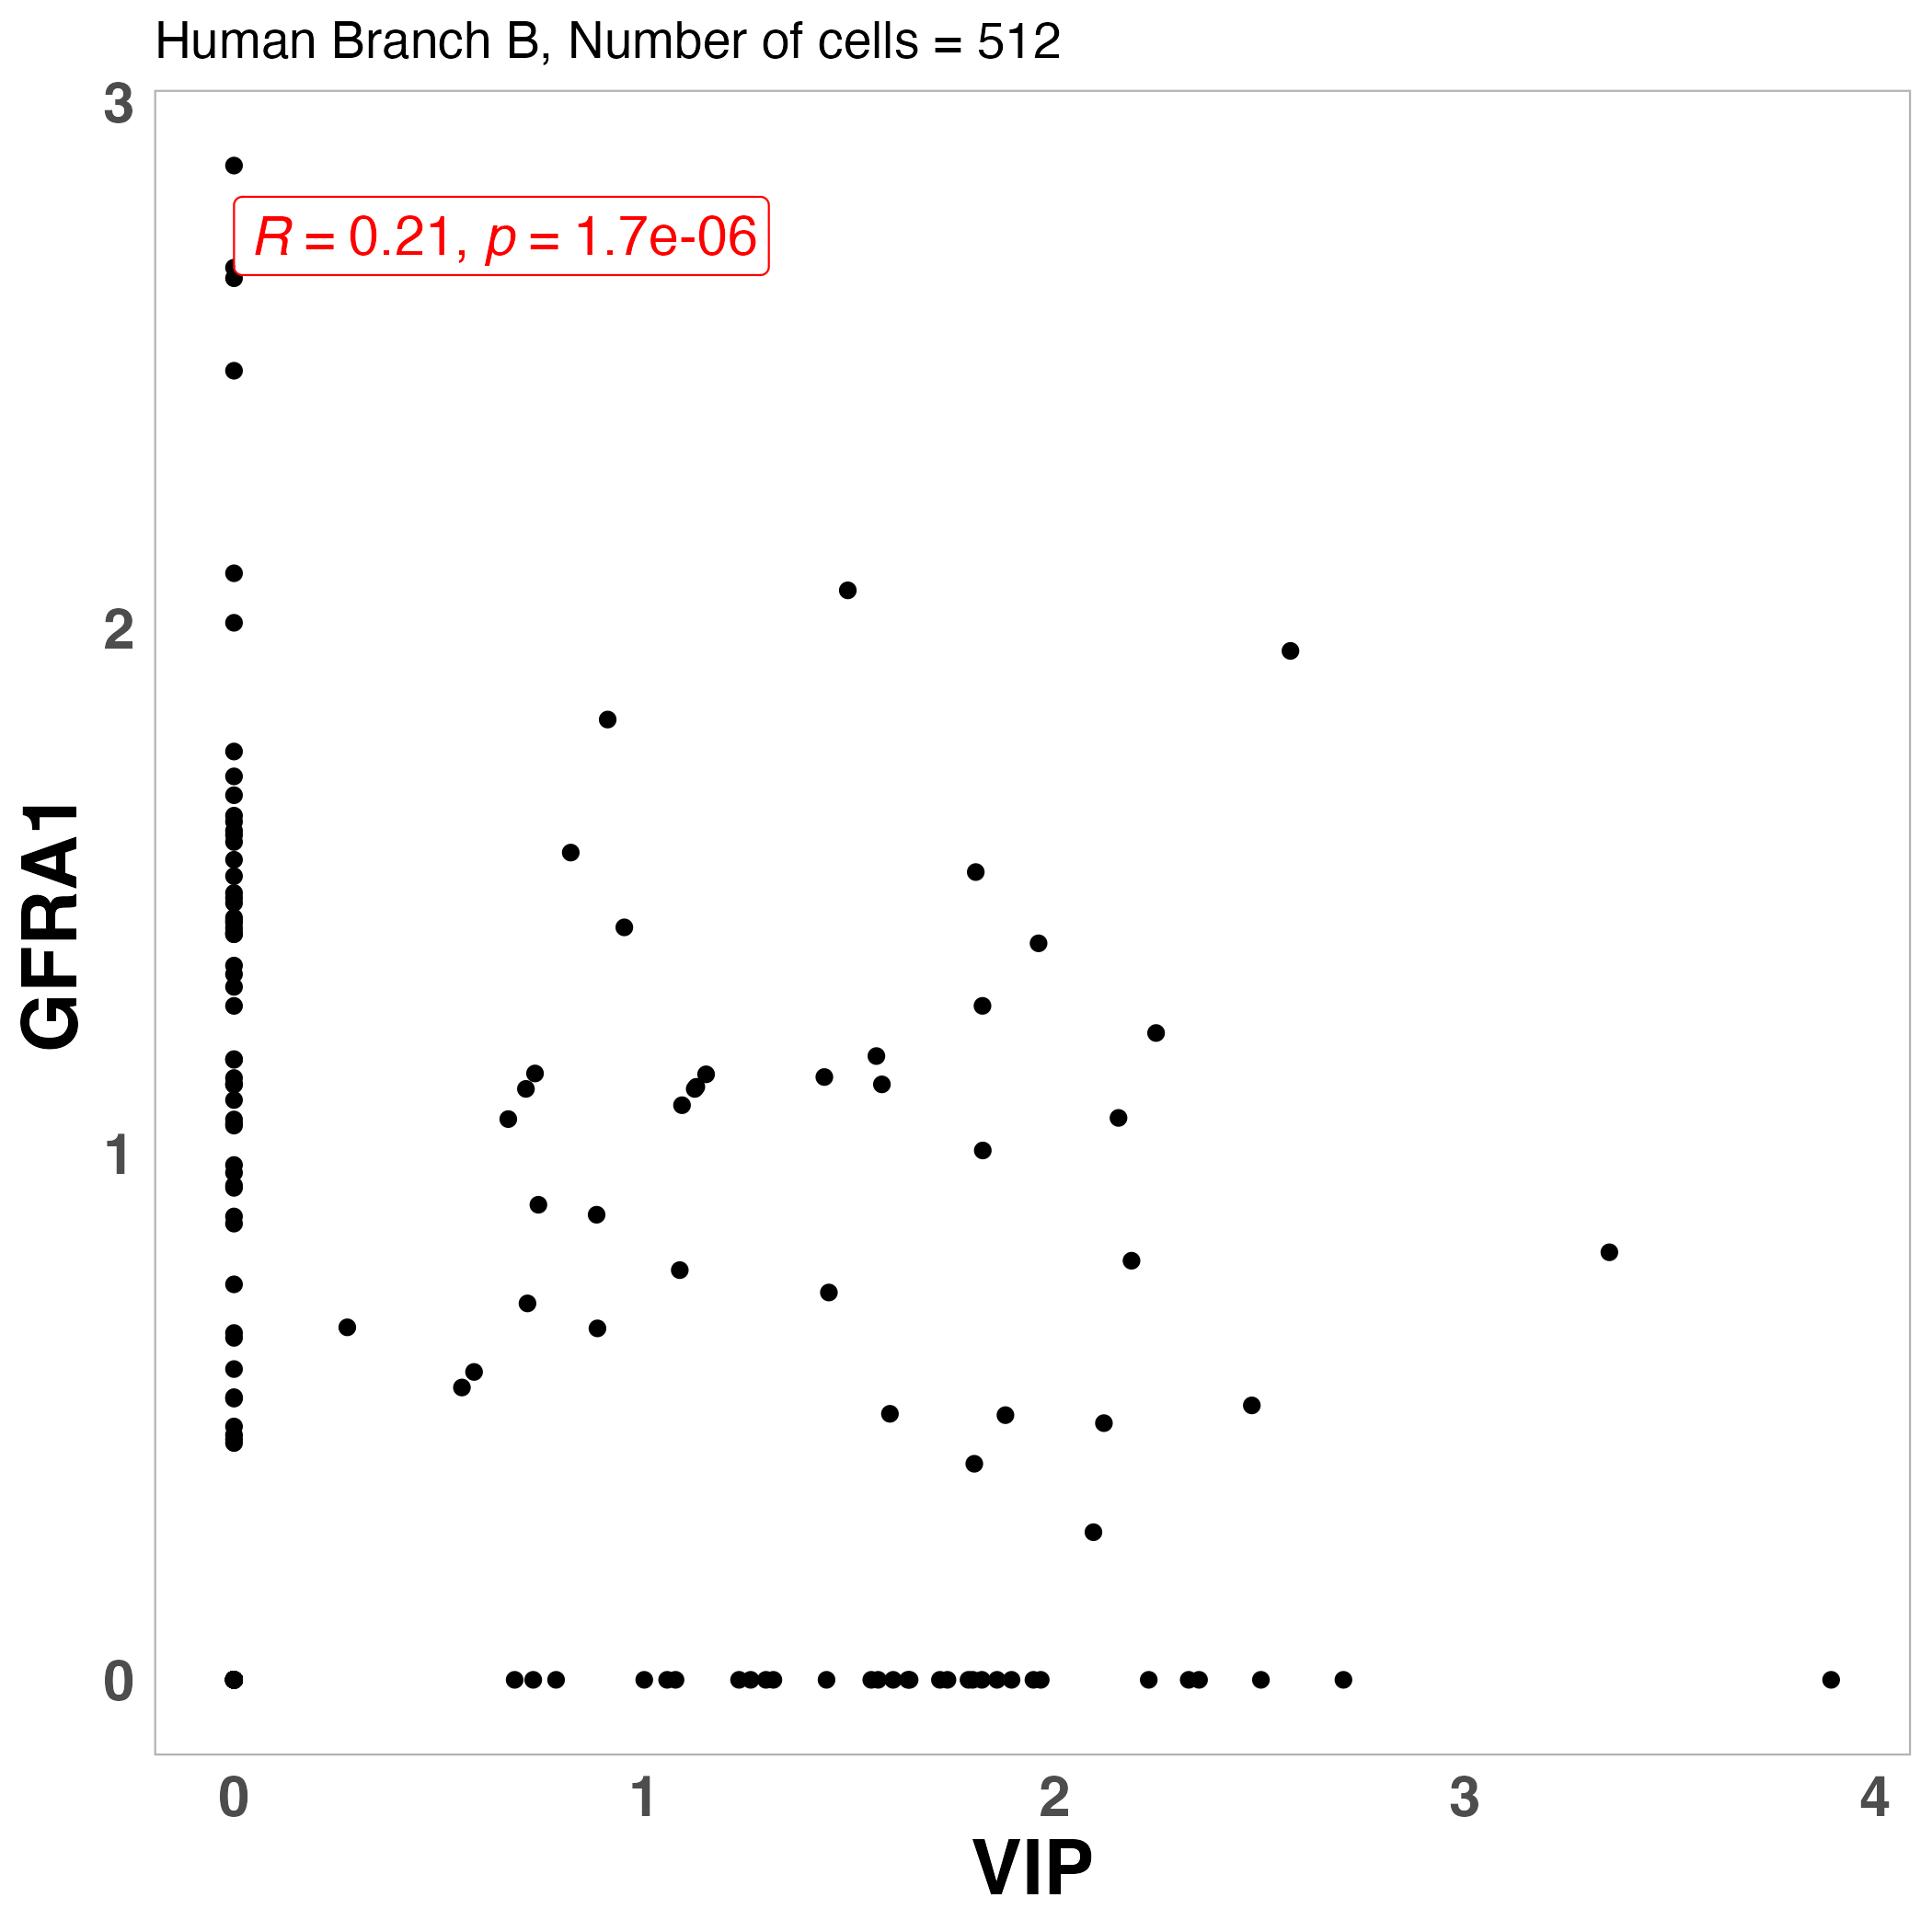 Human Branch B, Number of cells = 512
3
R = 0.21, p = 1.7e-06
2
GFRA1
1
0
0 1 2 3 4
VIP